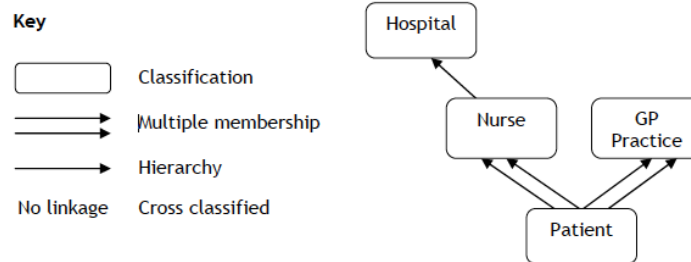 Key
Classification
Multiple membership
Hierarchy
No linkage Cross classified
Hospital
Nurse
GP
Practice
Patient